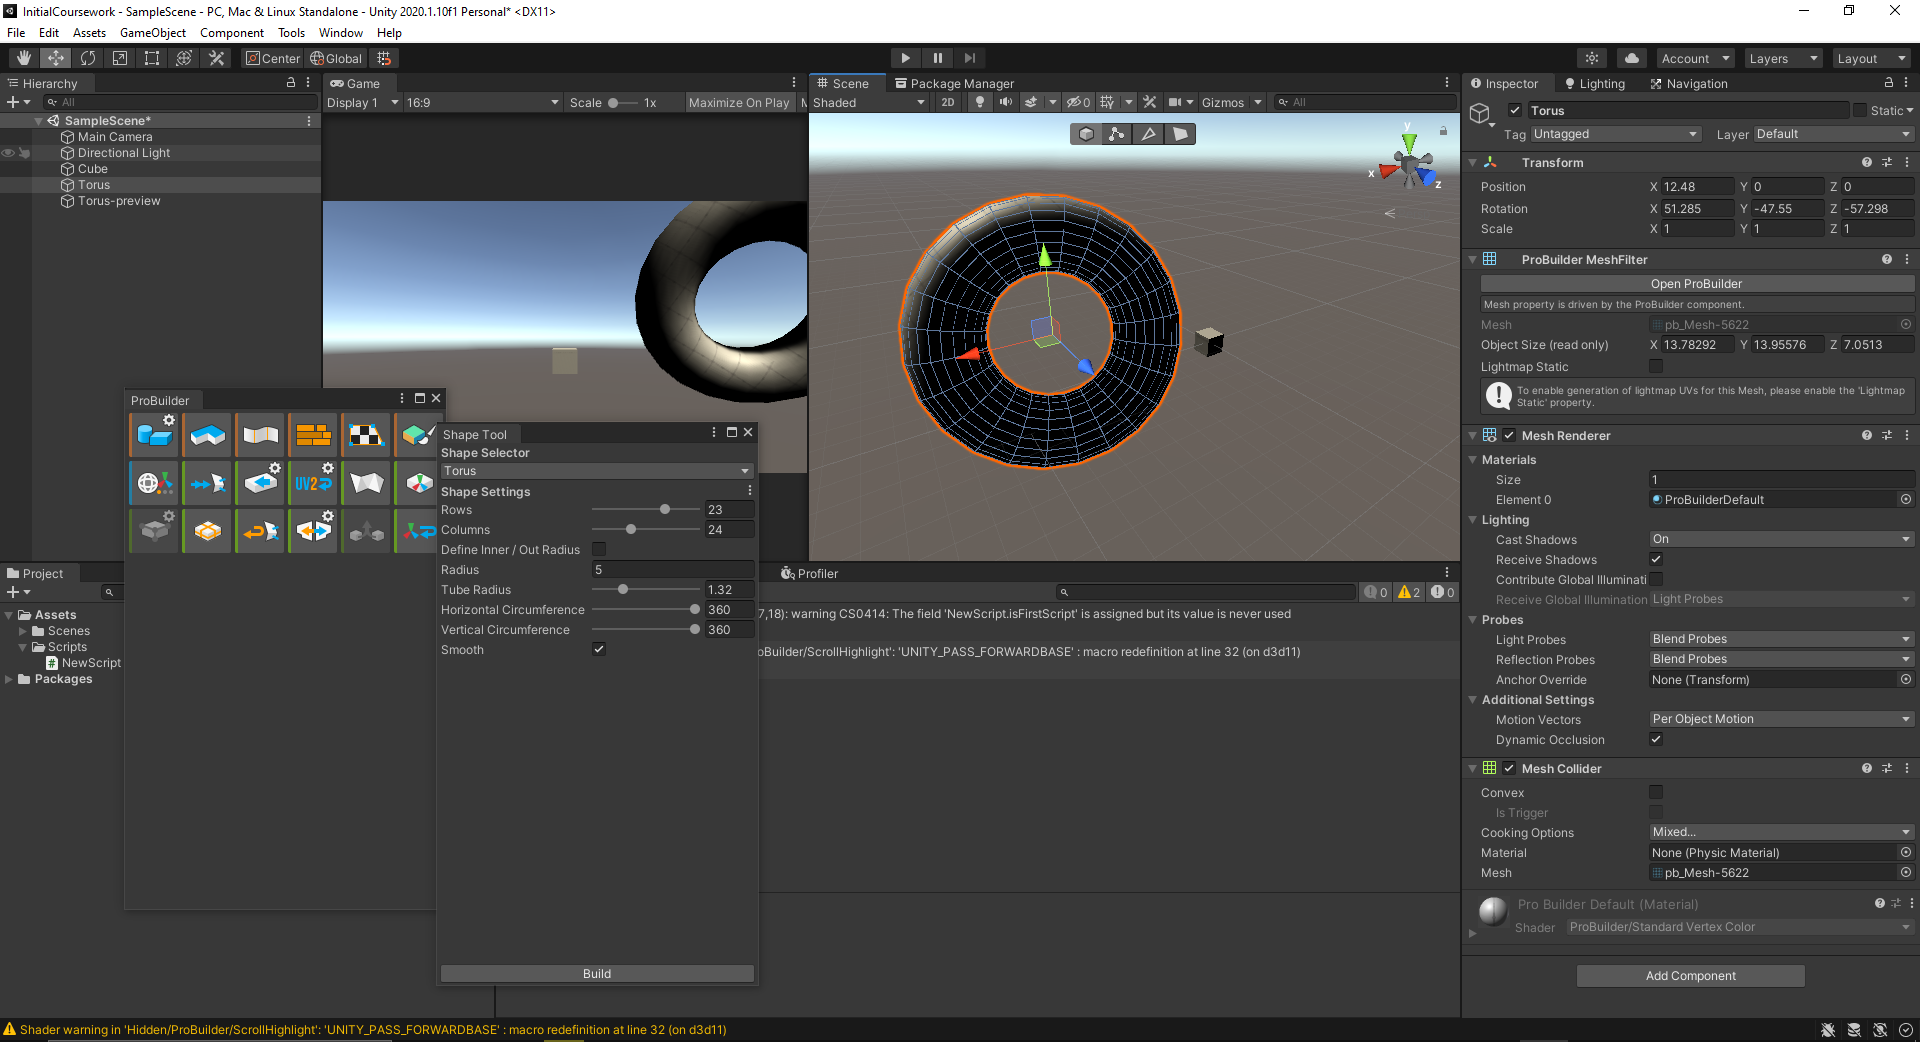 InitialCoursework - SampleScene - PC, Mac & Linux Standalone - Unity 2020.1.10f1 Personal* <DX11>
File Edit Assets GameObject Component Tools Window Help
Center Global Account Layers Layout
Hierarchy
All
SampleScene*
Main Camera
Directional Light
Cube
Torus
Torus-preview
Game
Display 1 16:9 Scale 1x Maximize On Play M
Scene Package Manager
Shaded 2D 0 Gizmos All
y
x
z
ProBuilder
UV2
Shape Tool
Shape Selector
Torus
Shape Settings
Rows 23
Columns 24
Define Inner / Out Radius
Radius 5
Tube Radius 1.32
Horizontal Circumference 360
Vertical Circumference 360
Smooth
Build
Project
Assets
Scenes
Scripts
NewScript
Packages
Profiler
0 2 0
7,18): warning CS0414: The field 'NewScript.isFirstScript' is assigned but its value is never used
oBuilder/ScrollHighlight': 'UNITY_PASS_FORWARDBASE' : macro redefinition at line 32 (on d3d11)
Inspector Lighting Navigation
Torus Static
Tag Untagged Layer Default
Transform
Position X 12.48 Y 0 Z 0
Rotation X 51.285 Y -47.55 Z -57.298
Scale X 1 Y 1 Z 1
ProBuilder MeshFilter
Open ProBuilder
Mesh property is driven by the ProBuilder component.
Mesh pb_Mesh-5622
Object Size (read only) X 13.78292 Y 13.95576 Z 7.0513
Lightmap Static
To enable generation of lightmap UVs for this Mesh, please enable the 'Lightmap
Static' property.
Mesh Renderer
Materials
Size 1
Element 0 ProBuilderDefault
Lighting
Cast Shadows On
Receive Shadows
Contribute Global Illuminati
Receive Global Illumination Light Probes
Probes
Light Probes Blend Probes
Reflection Probes Blend Probes
Anchor Override None (Transform)
Additional Settings
Motion Vectors Per Object Motion
Dynamic Occlusion
Mesh Collider
Convex
Is Trigger
Cooking Options Mixed...
Material None (Physic Material)
Mesh pb_Mesh-5622
Pro Builder Default (Material)
Shader ProBuilder/Standard Vertex Color
Add Component
Shader warning in 'Hidden/ProBuilder/ScrollHighlight': 'UNITY_PASS_FORWARDBASE' : macro redefinition at line 32 (on d3d11)